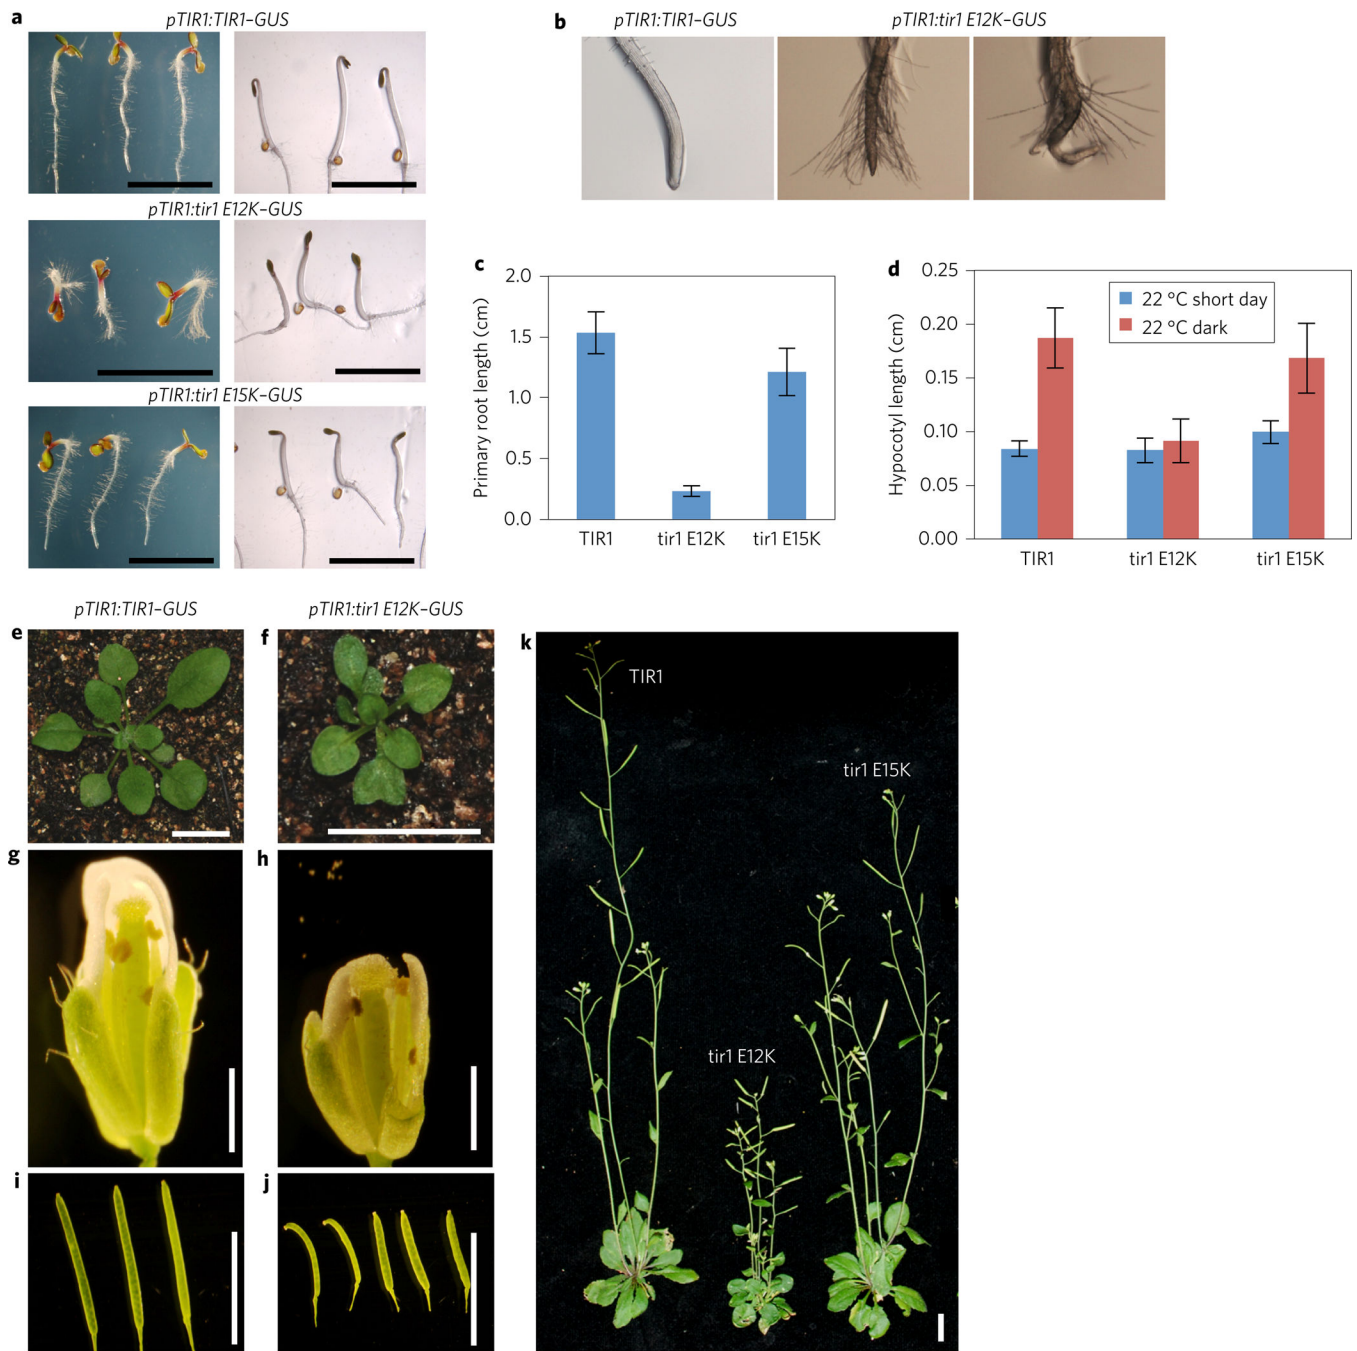 a
pTIR1:TIR1–GUS
pTIR1:tir1 E12K–GUS
pTIR1:tir1 E15K–GUS
b
pTIR1:TIR1–GUS
pTIR1:tir1 E12K–GUS
c
Primary root length (cm)
2.0
1.5
1.0
0.5
0.0
TIR1
tir1 E12K
tir1 E15K
d
Hypocotyl length (cm)
0.25
0.20
0.15
0.10
0.05
0.00
22 °C short day
22 °C dark
TIR1
tir1 E12K
tir1 E15K
pTIR1:TIR1–GUS
pTIR1:tir1 E12K–GUS
e
f
g
h
i
j
k
TIR1
tir1 E15K
tir1 E12K